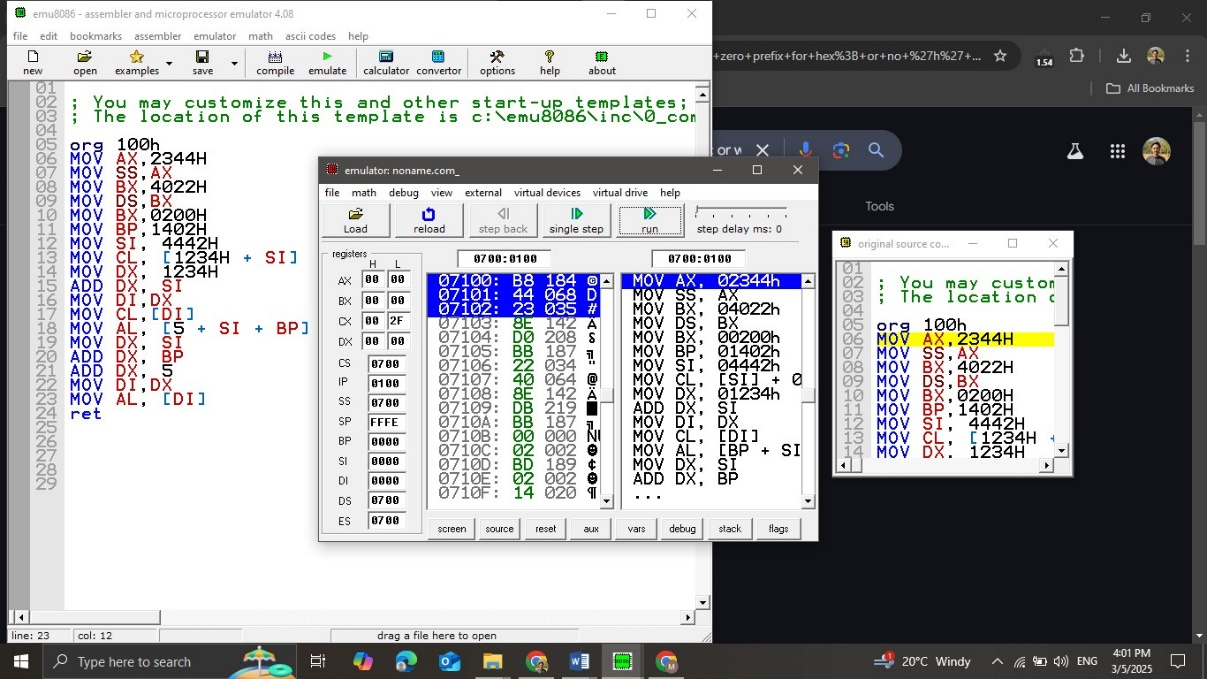 emu8086 - assembler and microprocessor emulator 4.08
file edit bookmarks assembler emulator math ascii codes help
new open examples save compile emulate calculator convertor options help about
01
02 ; You may customize this and other start-up templates;
03 ; The location of this template is c:\emu8086\inc\0_com
04
05 org 100h
06 MOV AX,2344H
07 MOV SS,AX
08 MOV BX,4022H
09 MOV DS,BX
10 MOV BX,0200H
11 MOV BP,1402H
12 MOV SI, 4442H
13 MOV CL, [1234H + SI]
14 MOV DX, 1234H
15 ADD DX, SI
16 MOV DI,DX
17 MOV CL,[DI]
18 MOV AL, [5 + SI + BP]
19 MOV DX, SI
20 ADD DX, BP
21 ADD DX, 5
22 MOV DI,DX
23 MOV AL, [DI]
24 ret
25
26
27
28
29
line: 23 col: 12 drag a file here to open
emulator: noname.com_
file math debug view external virtual devices virtual drive help
Load reload step back single step run step delay ms: 0
registers
H L
AX 00 00
BX 00 00
CX 00 2F
DX 00 00
CS 0700
IP 0100
SS 0700
SP FFFE
BP 0000
SI 0000
DI 0000
DS 0700
ES 0700
0700:0100
07100: B8 184
07101: 44 068 D
07102: 23 035 #
07103: 8E 142 Ä
07104: D0 208
07105: BB 187 ╗
07106: 22 034 "
07107: 40 064 @
07108: 8E 142 Ä
07109: DB 219 █
0710A: BB 187 ╗
0710B: 00 000 NU
0710C: 02 002 ☻
0710D: BD 189
0710E: 02 002 ☻
0710F: 14 020 ¶
0700:0100
MOV AX, 02344h
MOV SS, AX
MOV BX, 04022h
MOV DS, BX
MOV BX, 00200h
MOV BP, 01402h
MOV SI, 04442h
MOV CL, [SI] + 0
MOV DX, 01234h
ADD DX, SI
MOV DI, DX
MOV CL, [DI]
MOV AL, [BP + SI
MOV DX, SI
ADD DX, BP
...
screen source reset aux vars debug stack flags
+ zero prefix for+hex%3B + or+no +%27h%27+ ...
1.54
All Bookmarks
or
Tools
original source co...
01
02 ; You may custom
03 ; The location
04
05 org 100h
06 MOV AX,2344H
07 MOV SS,AX
08 MOV BX,4022H
09 MOV DS,BX
10 MOV BX,0200H
11 MOV BP,1402H
12 MOV SI, 4442H
13 MOV CL, [1234H
14 MOV DX, 1234H
Type here to search
20°C Windy
ENG
4:01 PM
3/5/2025